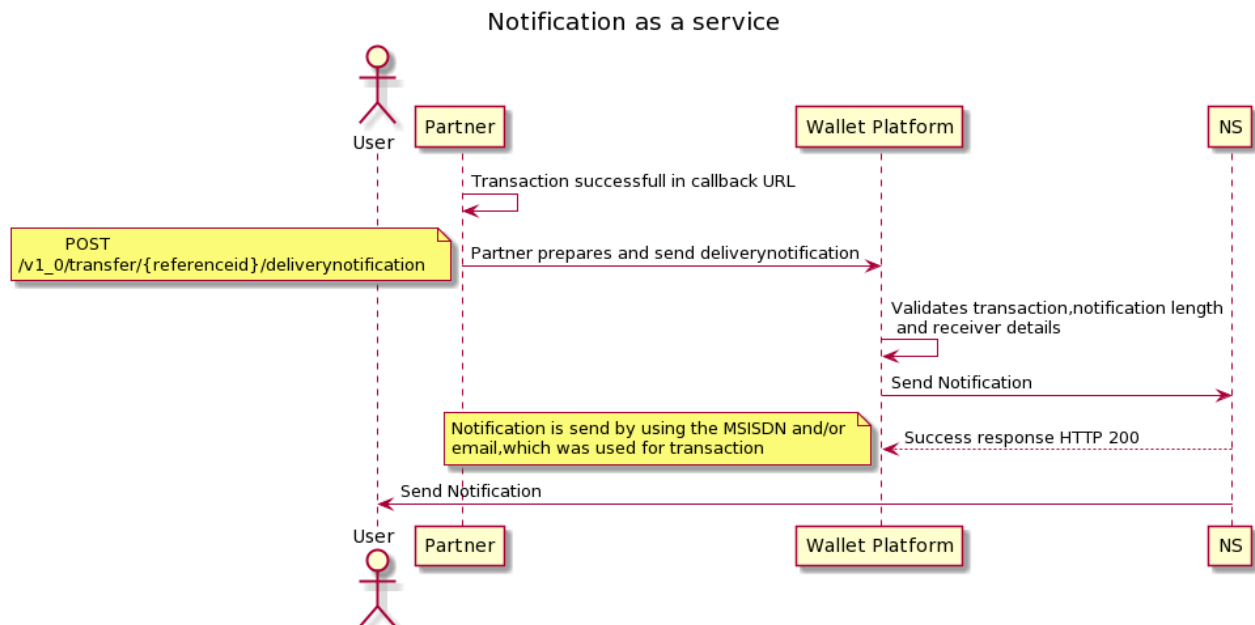 Notification as a service
User
Partner
Wallet Platform
NS
Transaction successfull in callback URL
POST
/v1_0/transfer/{referenceid}/deliverynotification
Partner prepares and send deliverynotification
Validates transaction,notification length
and receiver details
Send Notification
Notification is send by using the MSISDN and/or
email,which was used for transaction
Success response HTTP 200
Send Notification
User
Partner
Wallet Platform
NS